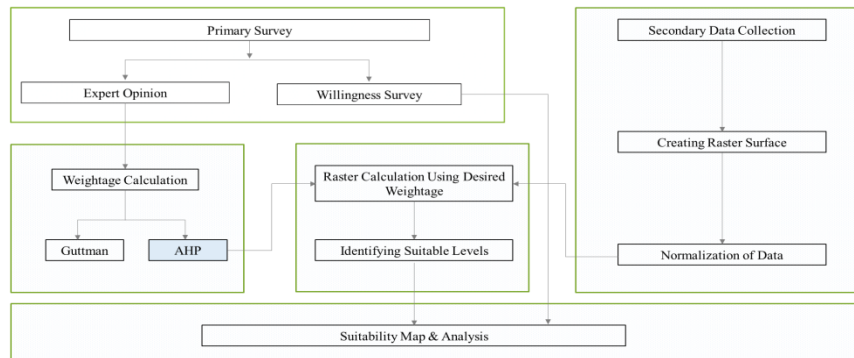 Primary Survey
Expert Opinion
Willingness Survey
Secondary Data Collection
Creating Raster Surface
Normalization of Data
Weightage Calculation
Guttman
AHP
Raster Calculation Using Desired
Weightage
Identifying Suitable Levels
Suitability Map & Analysis